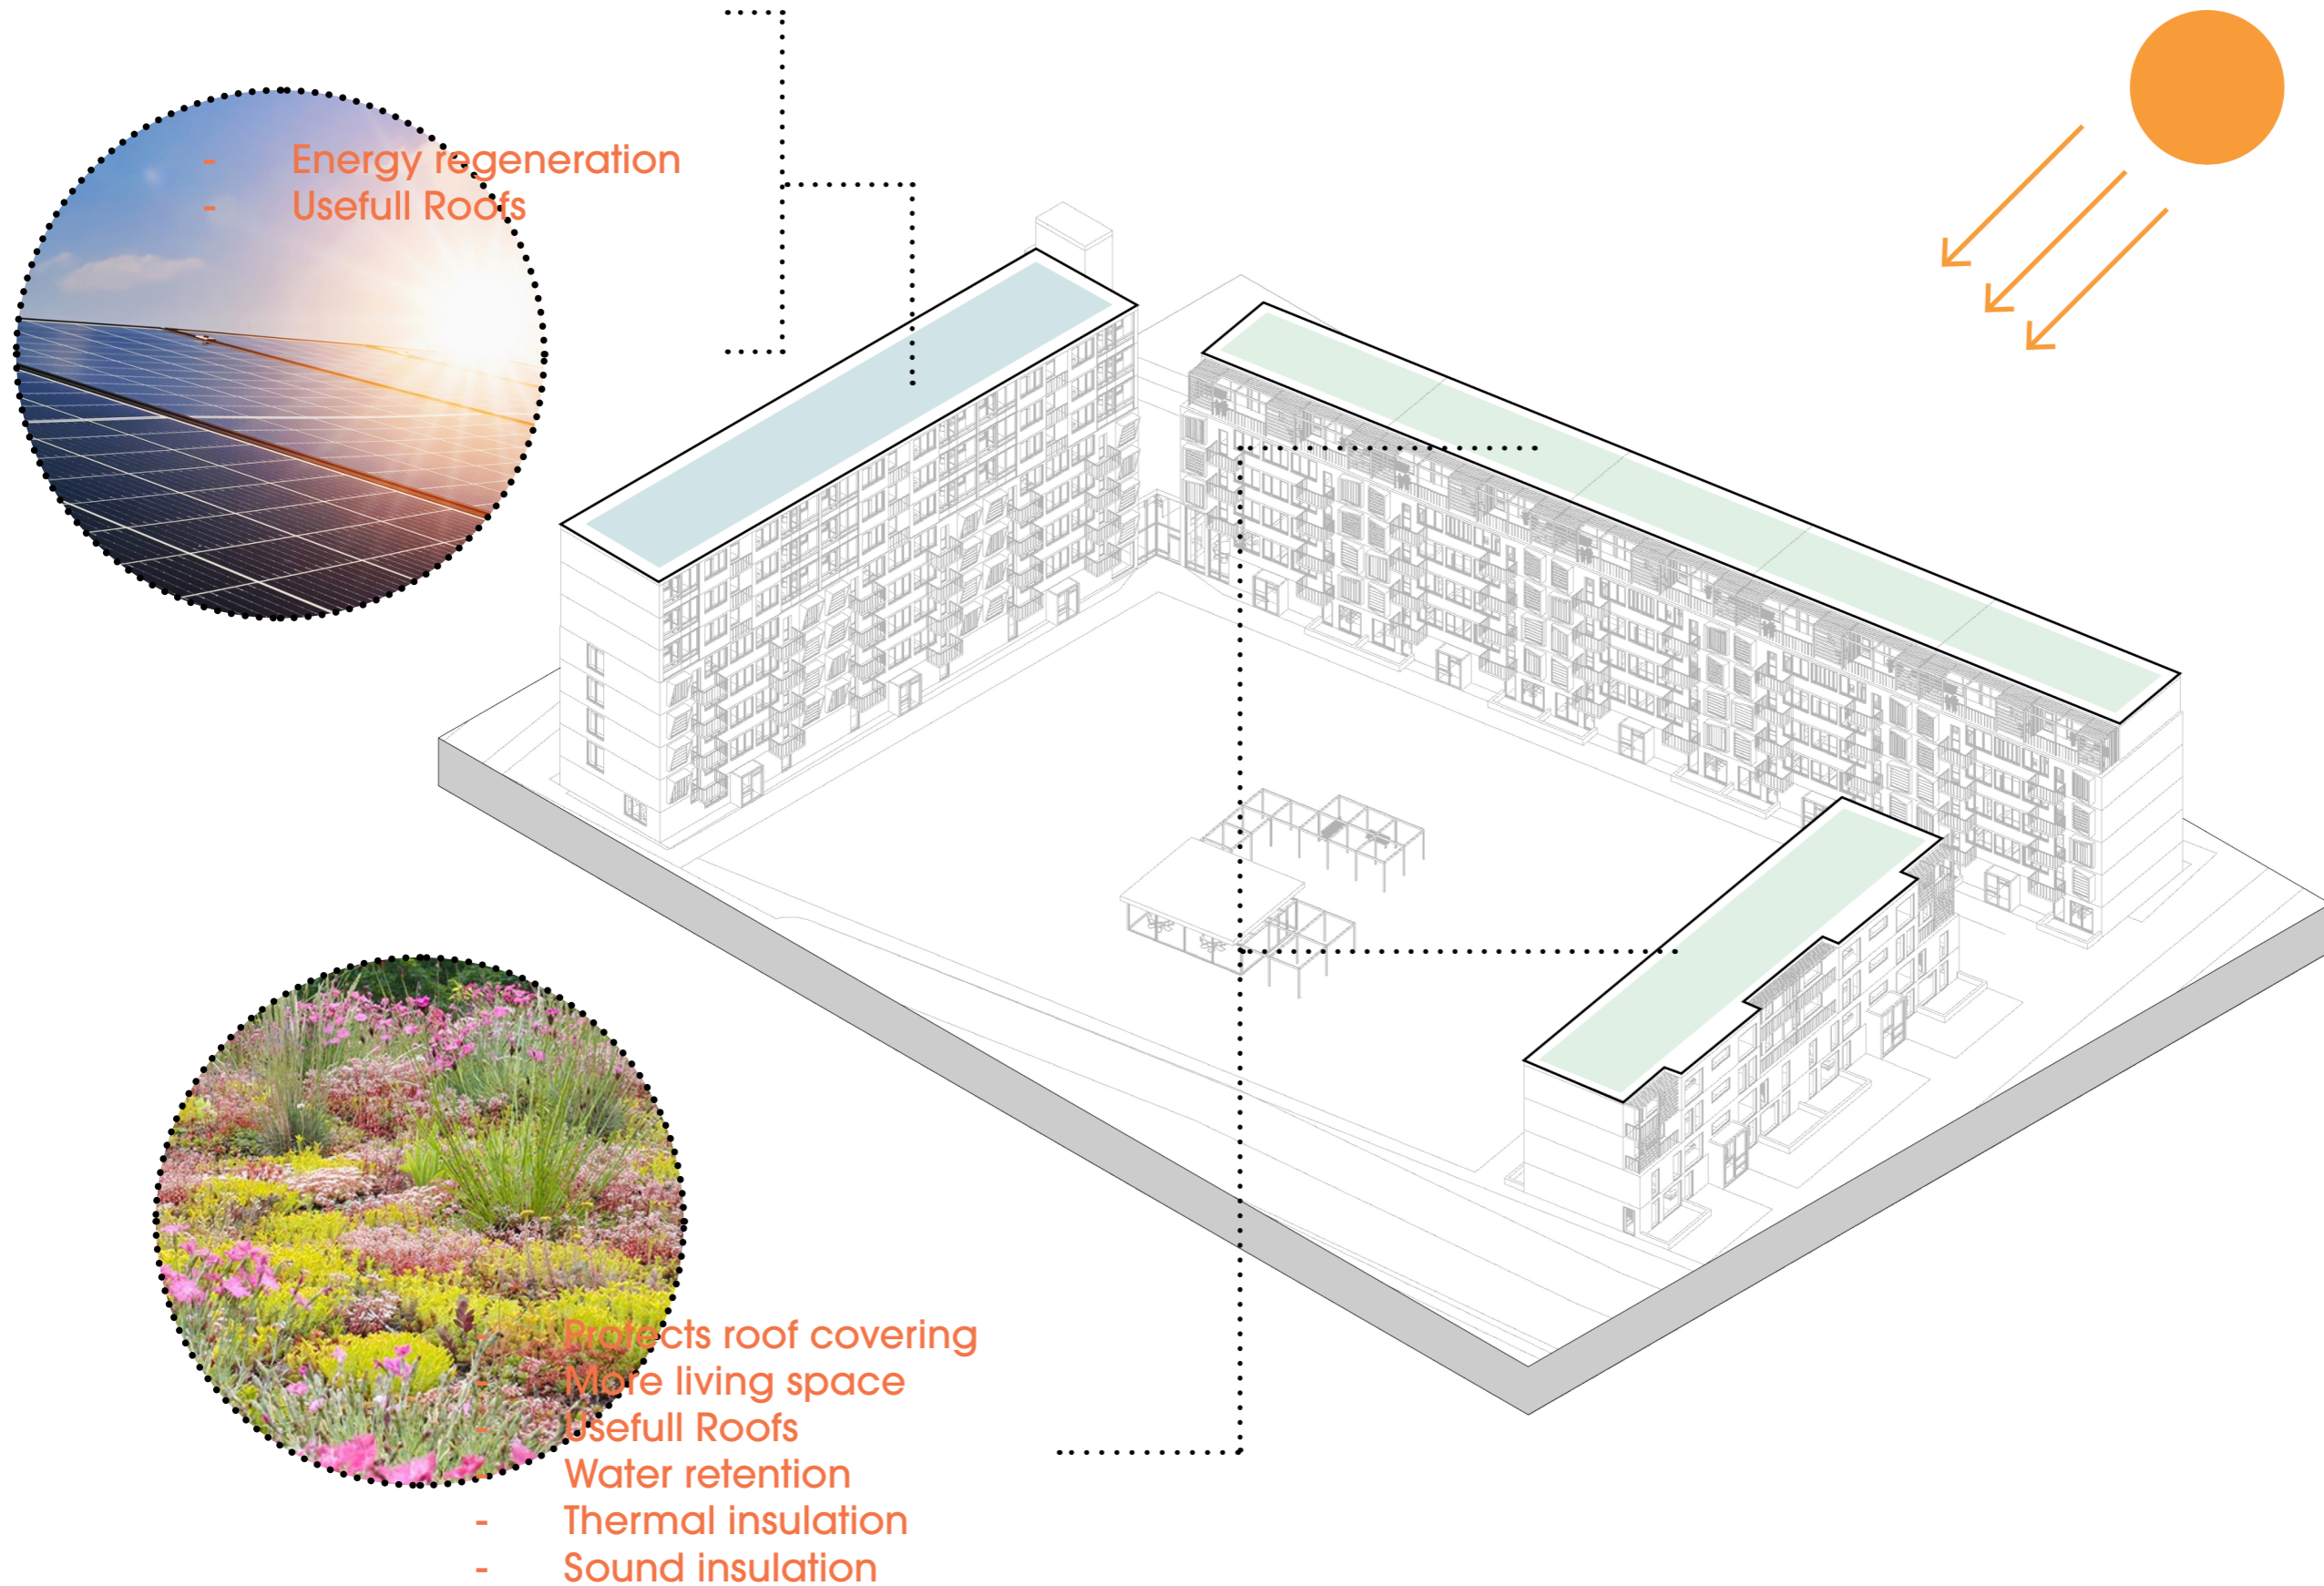 - Energy regeneration
- Usefull Roofs
- Protects roof covering
- More living space
- Usefull Roofs
- Water retention
- Thermal insulation
- Sound insulation